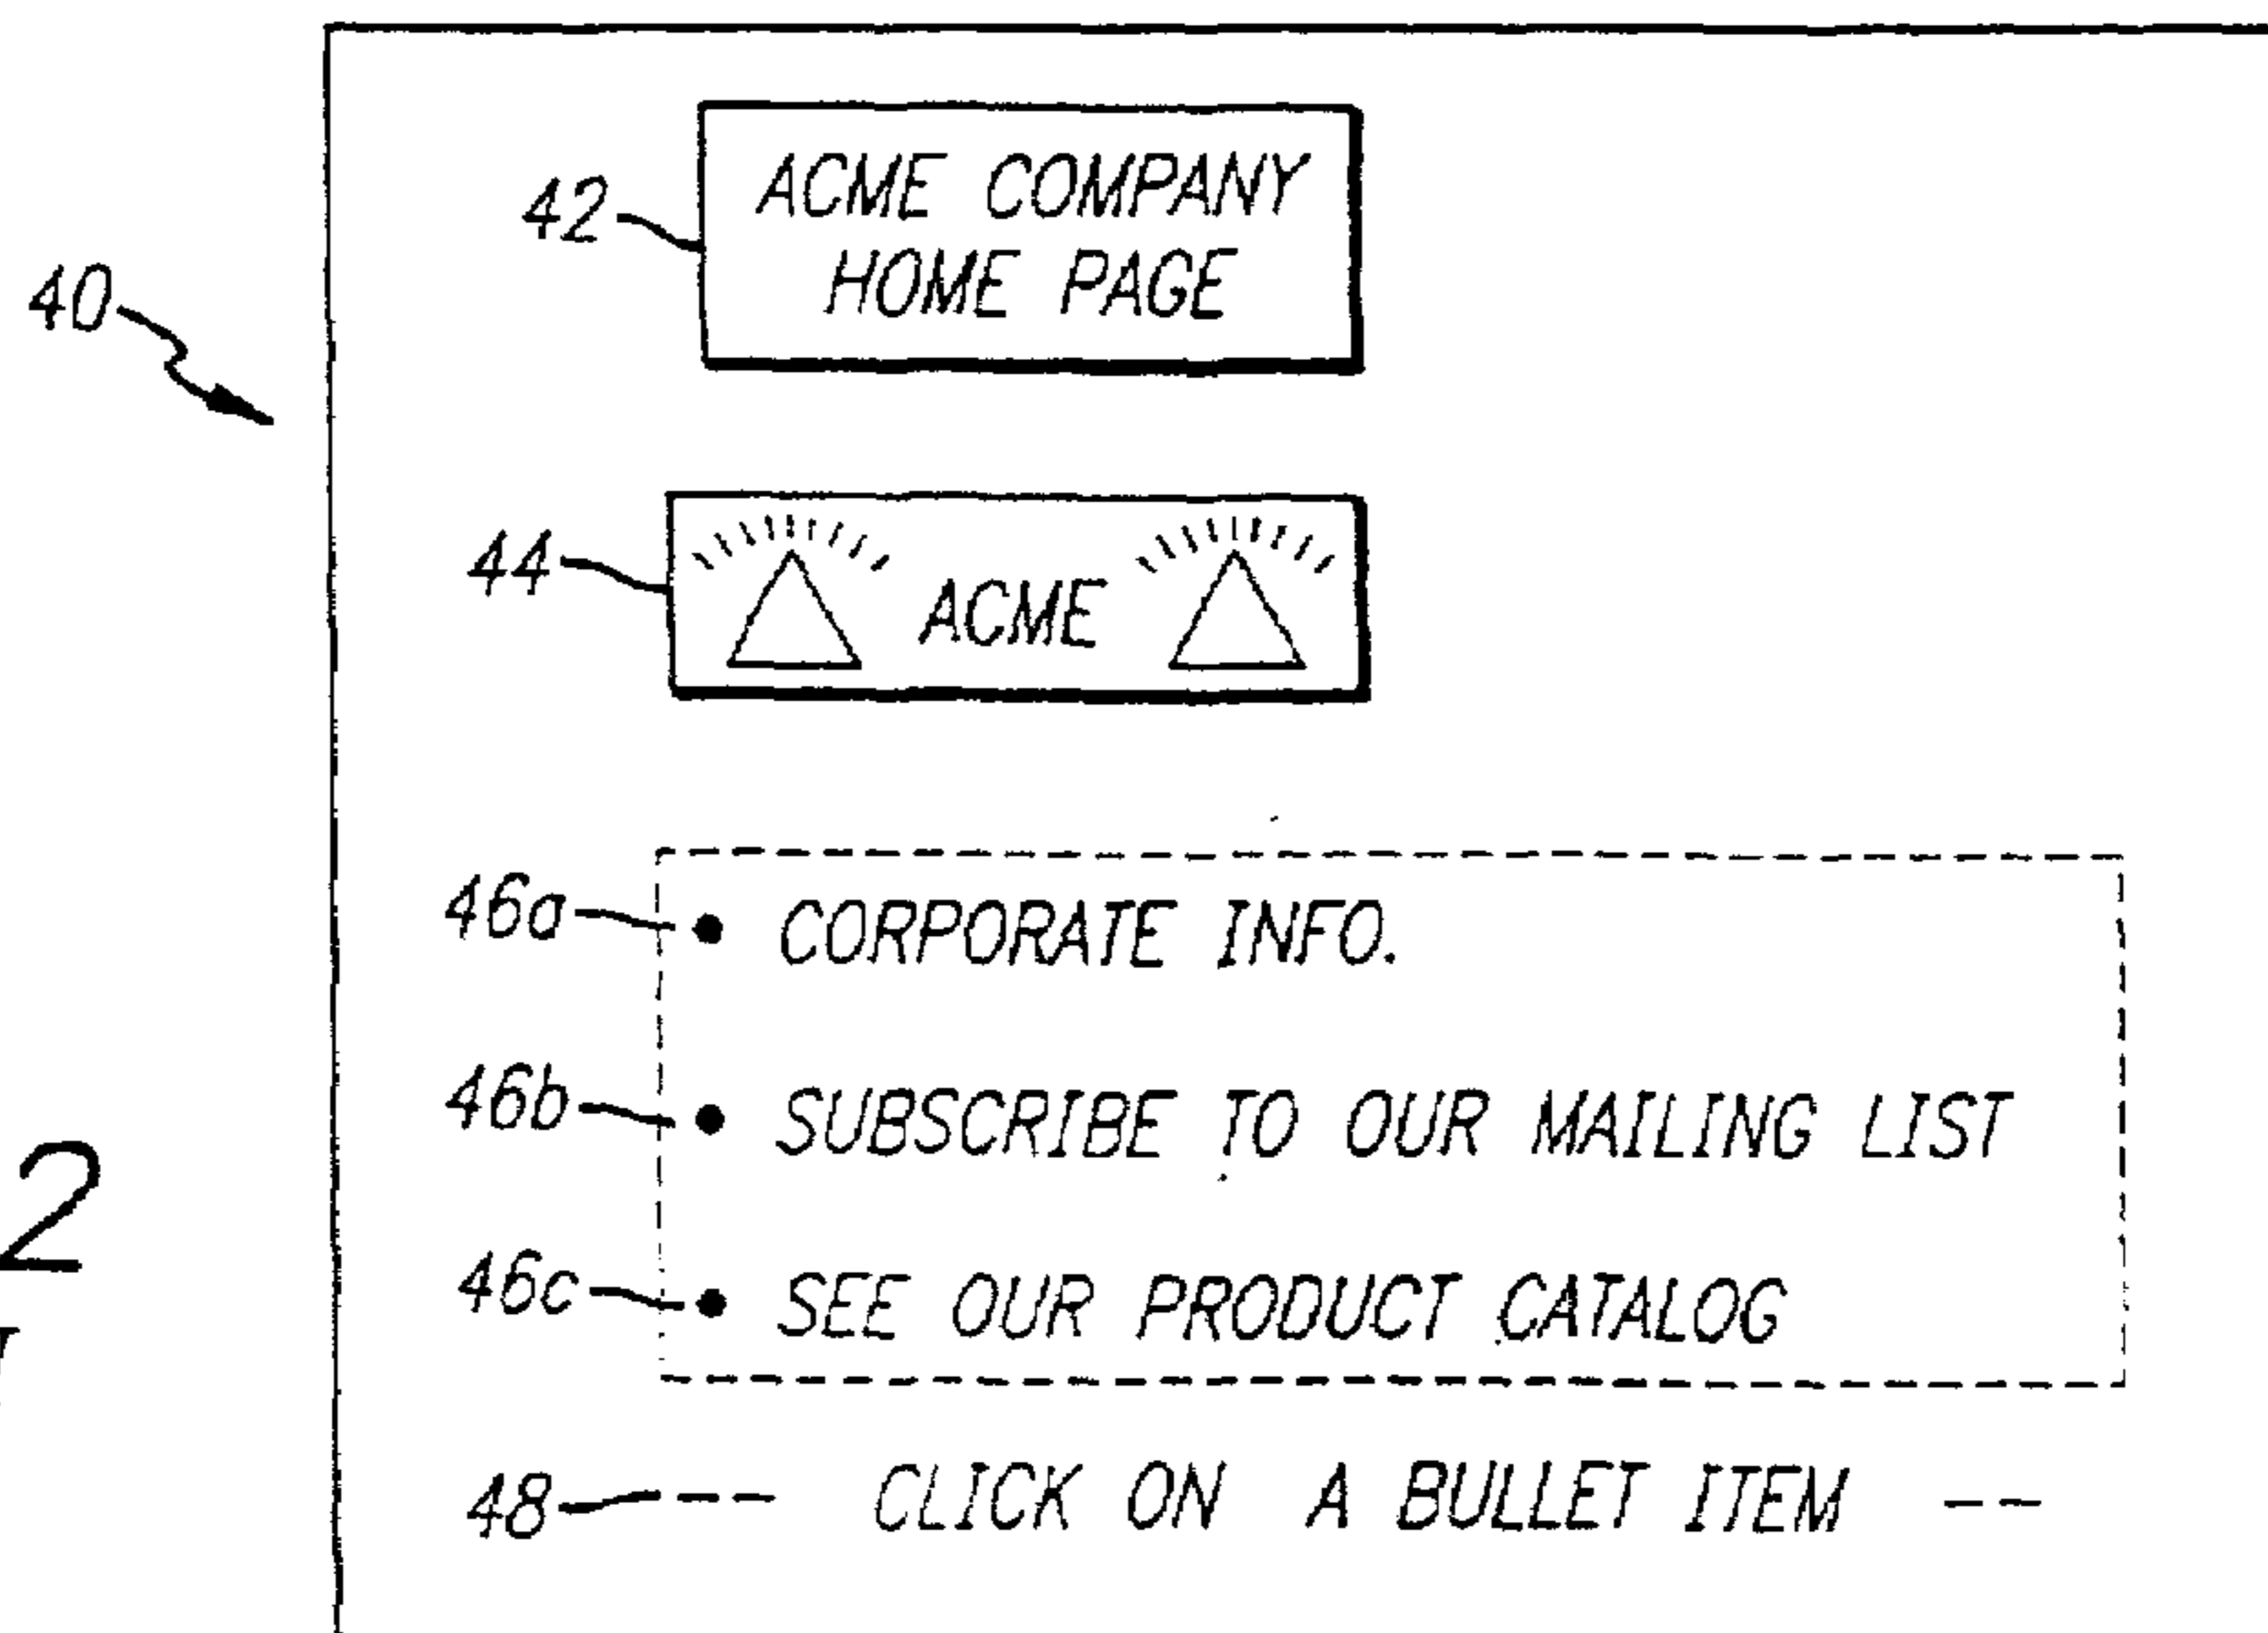 42 ACME COMPANY
HOME PAGE
40
44 ACME
46a • CORPORATE INFO.
46b • SUBSCRIBE TO OUR MAILING LIST
2
46c • SEE OUR PRODUCT CATALOG
48 -- CLICK ON A BULLET ITEM --